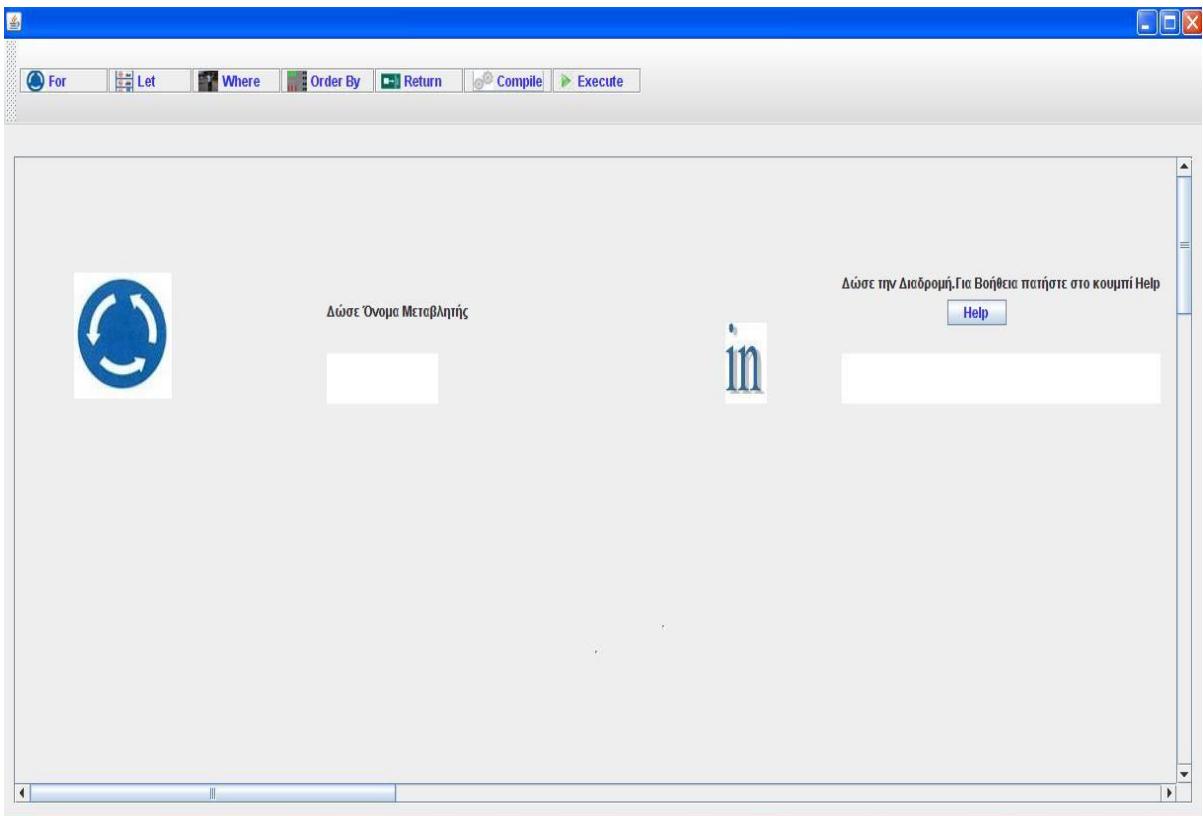 For Let Where Order By Return Compile Execute
Δώσε την Διαδρομή.Για Βοήθεια πατήστε στο κουμπί Help
Δώσε Όνομα Μεταβλητής
Help
in